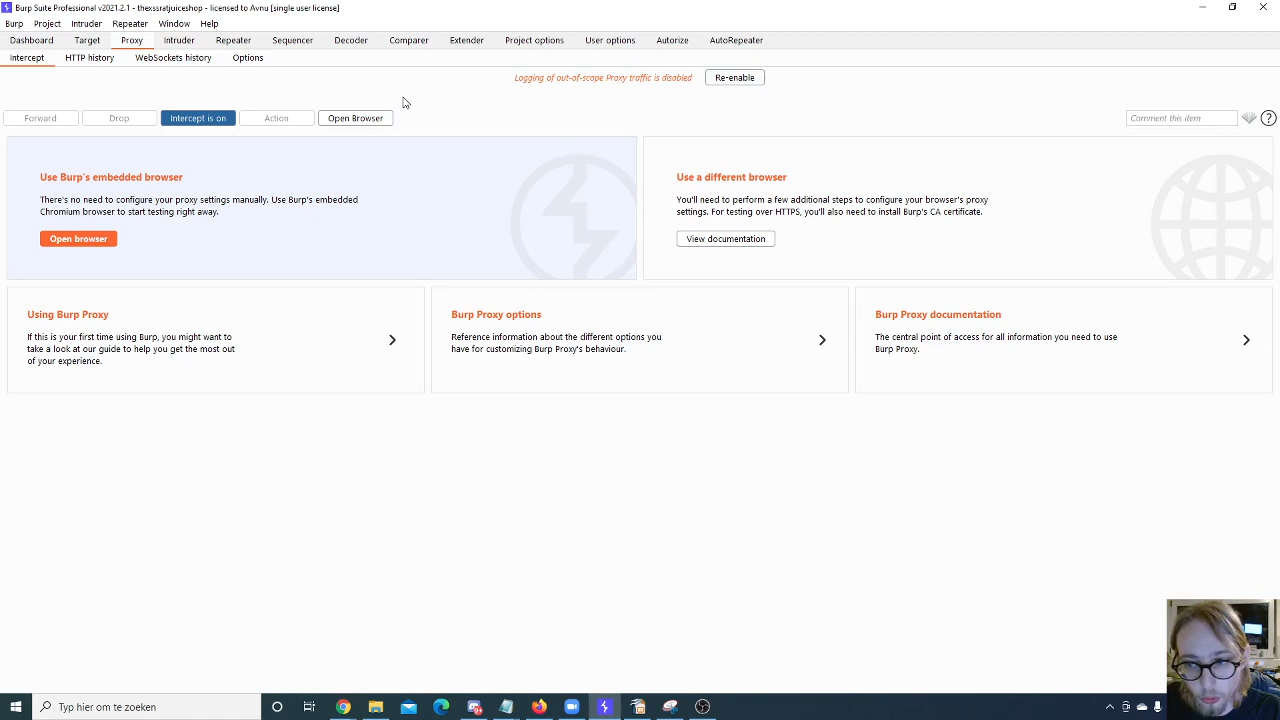 Burp Suite Professional v2021.2.1 - thexssratjuiceshop - licensed to Avnu [single user license]
Burp Project Intruder Repeater Window Help
Dashboard Target Proxy Intruder Repeater Sequencer Decoder Comparer Extender Project options User options Autorize AutoRepeater
Intercept HTTP history WebSockets history Options
Logging of out-of-scope Proxy traffic is disabled Re-enable
Forward Drop Intercept is on Action Open Browser Comment this item ?
Use Burp's embedded browser
There's no need to configure your proxy settings manually. Use Burp's embedded
Chromium browser to start testing right away.
Open browser
Use a different browser
You'll need to perform a few additional steps to configure your browser's proxy
settings. For testing over HTTPS, you'll also need to install Burp's CA certificate.
View documentation
Using Burp Proxy
If this is your first time using Burp, you might want to
take a look at our guide to help you get the most out
of your experience.
Burp Proxy options
Reference information about the different options you
have for customizing Burp Proxy's behaviour.
Burp Proxy documentation
The central point of access for all information you need to use
Burp Proxy.
Typ hier om te zoeken